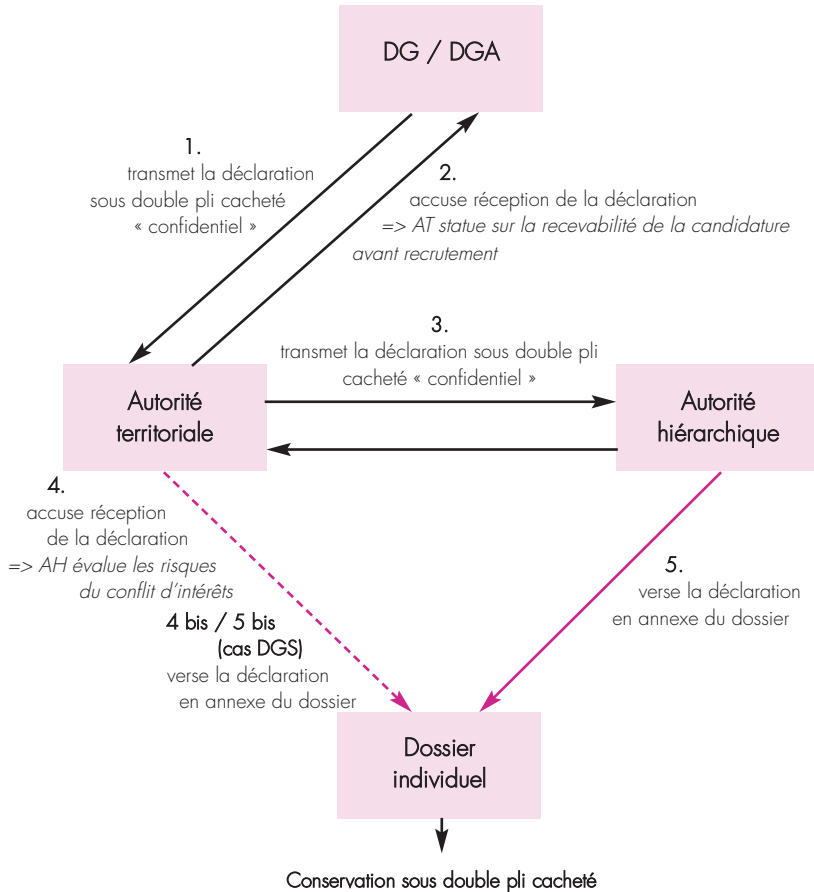 DG / DGA
1.
transmet la déclaration
sous double pli cacheté
« confidentiel »
2.
accuse réception de la déclaration
=> AT statue sur la recevabilité de la candidature
avant recrutement
3.
transmet la déclaration sous double pli
cacheté « confidentiel »
Autorité
territoriale
Autorité
hiérarchique
4.
accuse réception
de la déclaration
=> AH évalue les risques
du conflit d’intérêts
5.
verse la déclaration
en annexe du dossier
4 bis / 5 bis
(cas DGS)
verse la déclaration
en annexe du dossier
Dossier
individuel
Conservation sous double pli cacheté